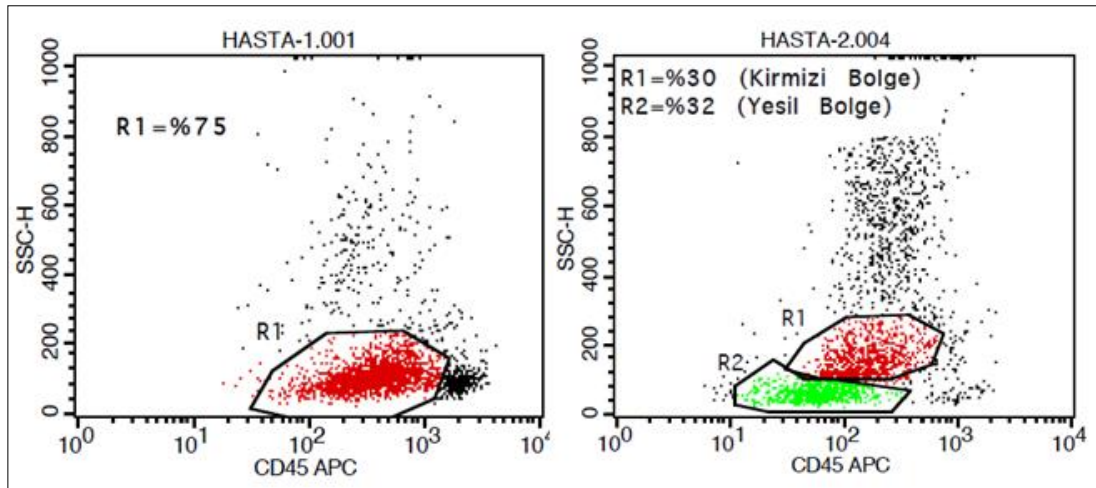 HASTA-1.001
R1=%75
R1
SSC-H
1000
800
600
400
200
0
10^0
10^1
10^2
10^3
10^4
CD45 APC
HASTA-2.004
R1=%30 (Kirmizi Bolge)
R2=%32 (Yesil Bolge)
R1
R2
SSC-H
1000
800
600
400
200
0
10^0
10^1
10^2
10^3
10^4
CD45 APC